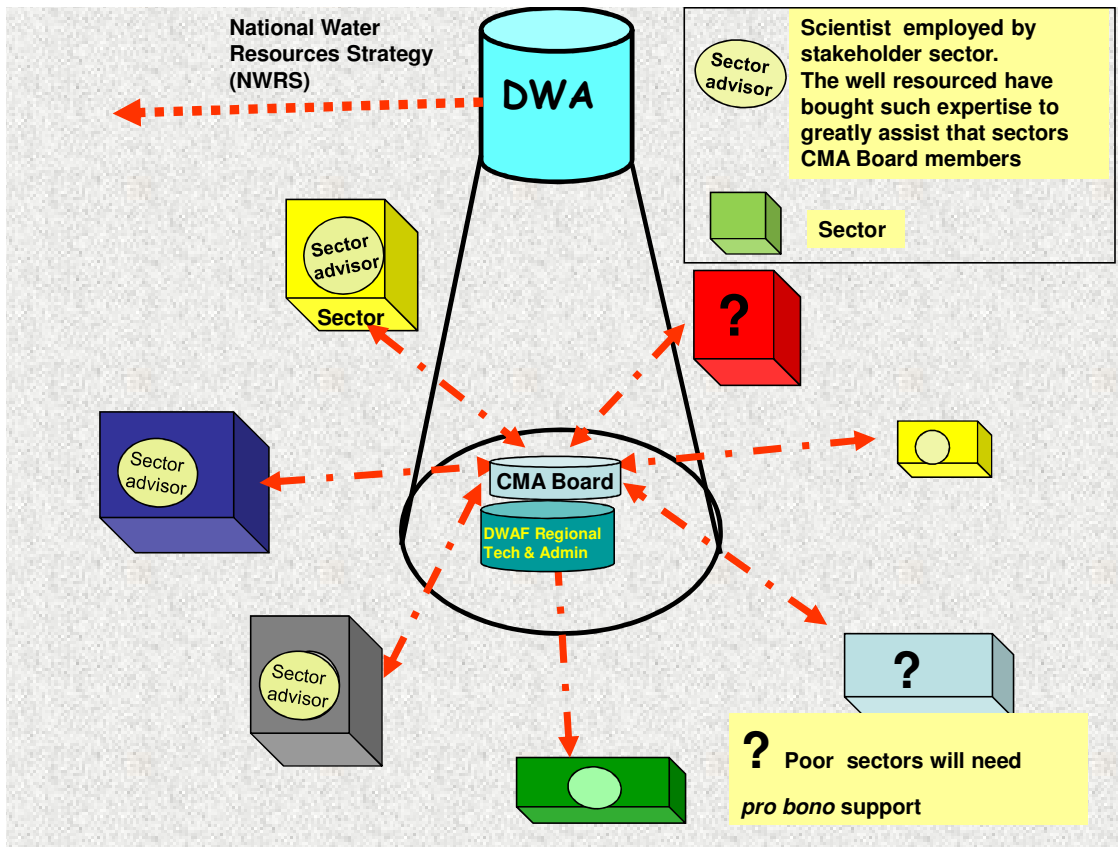 National Water
Resources Strategy
(NWRS)
DWA
Sector
advisor
Scientist employed by
stakeholder sector.
The well resourced have
bought such expertise to
greatly assist that sectors
CMA Board members
Sector
Sector
advisor
Sector
?
Sector
advisor
CMA Board
DWAF Regional
Tech & Admin
Sector
advisor
?
? Poor sectors will need
pro bono support